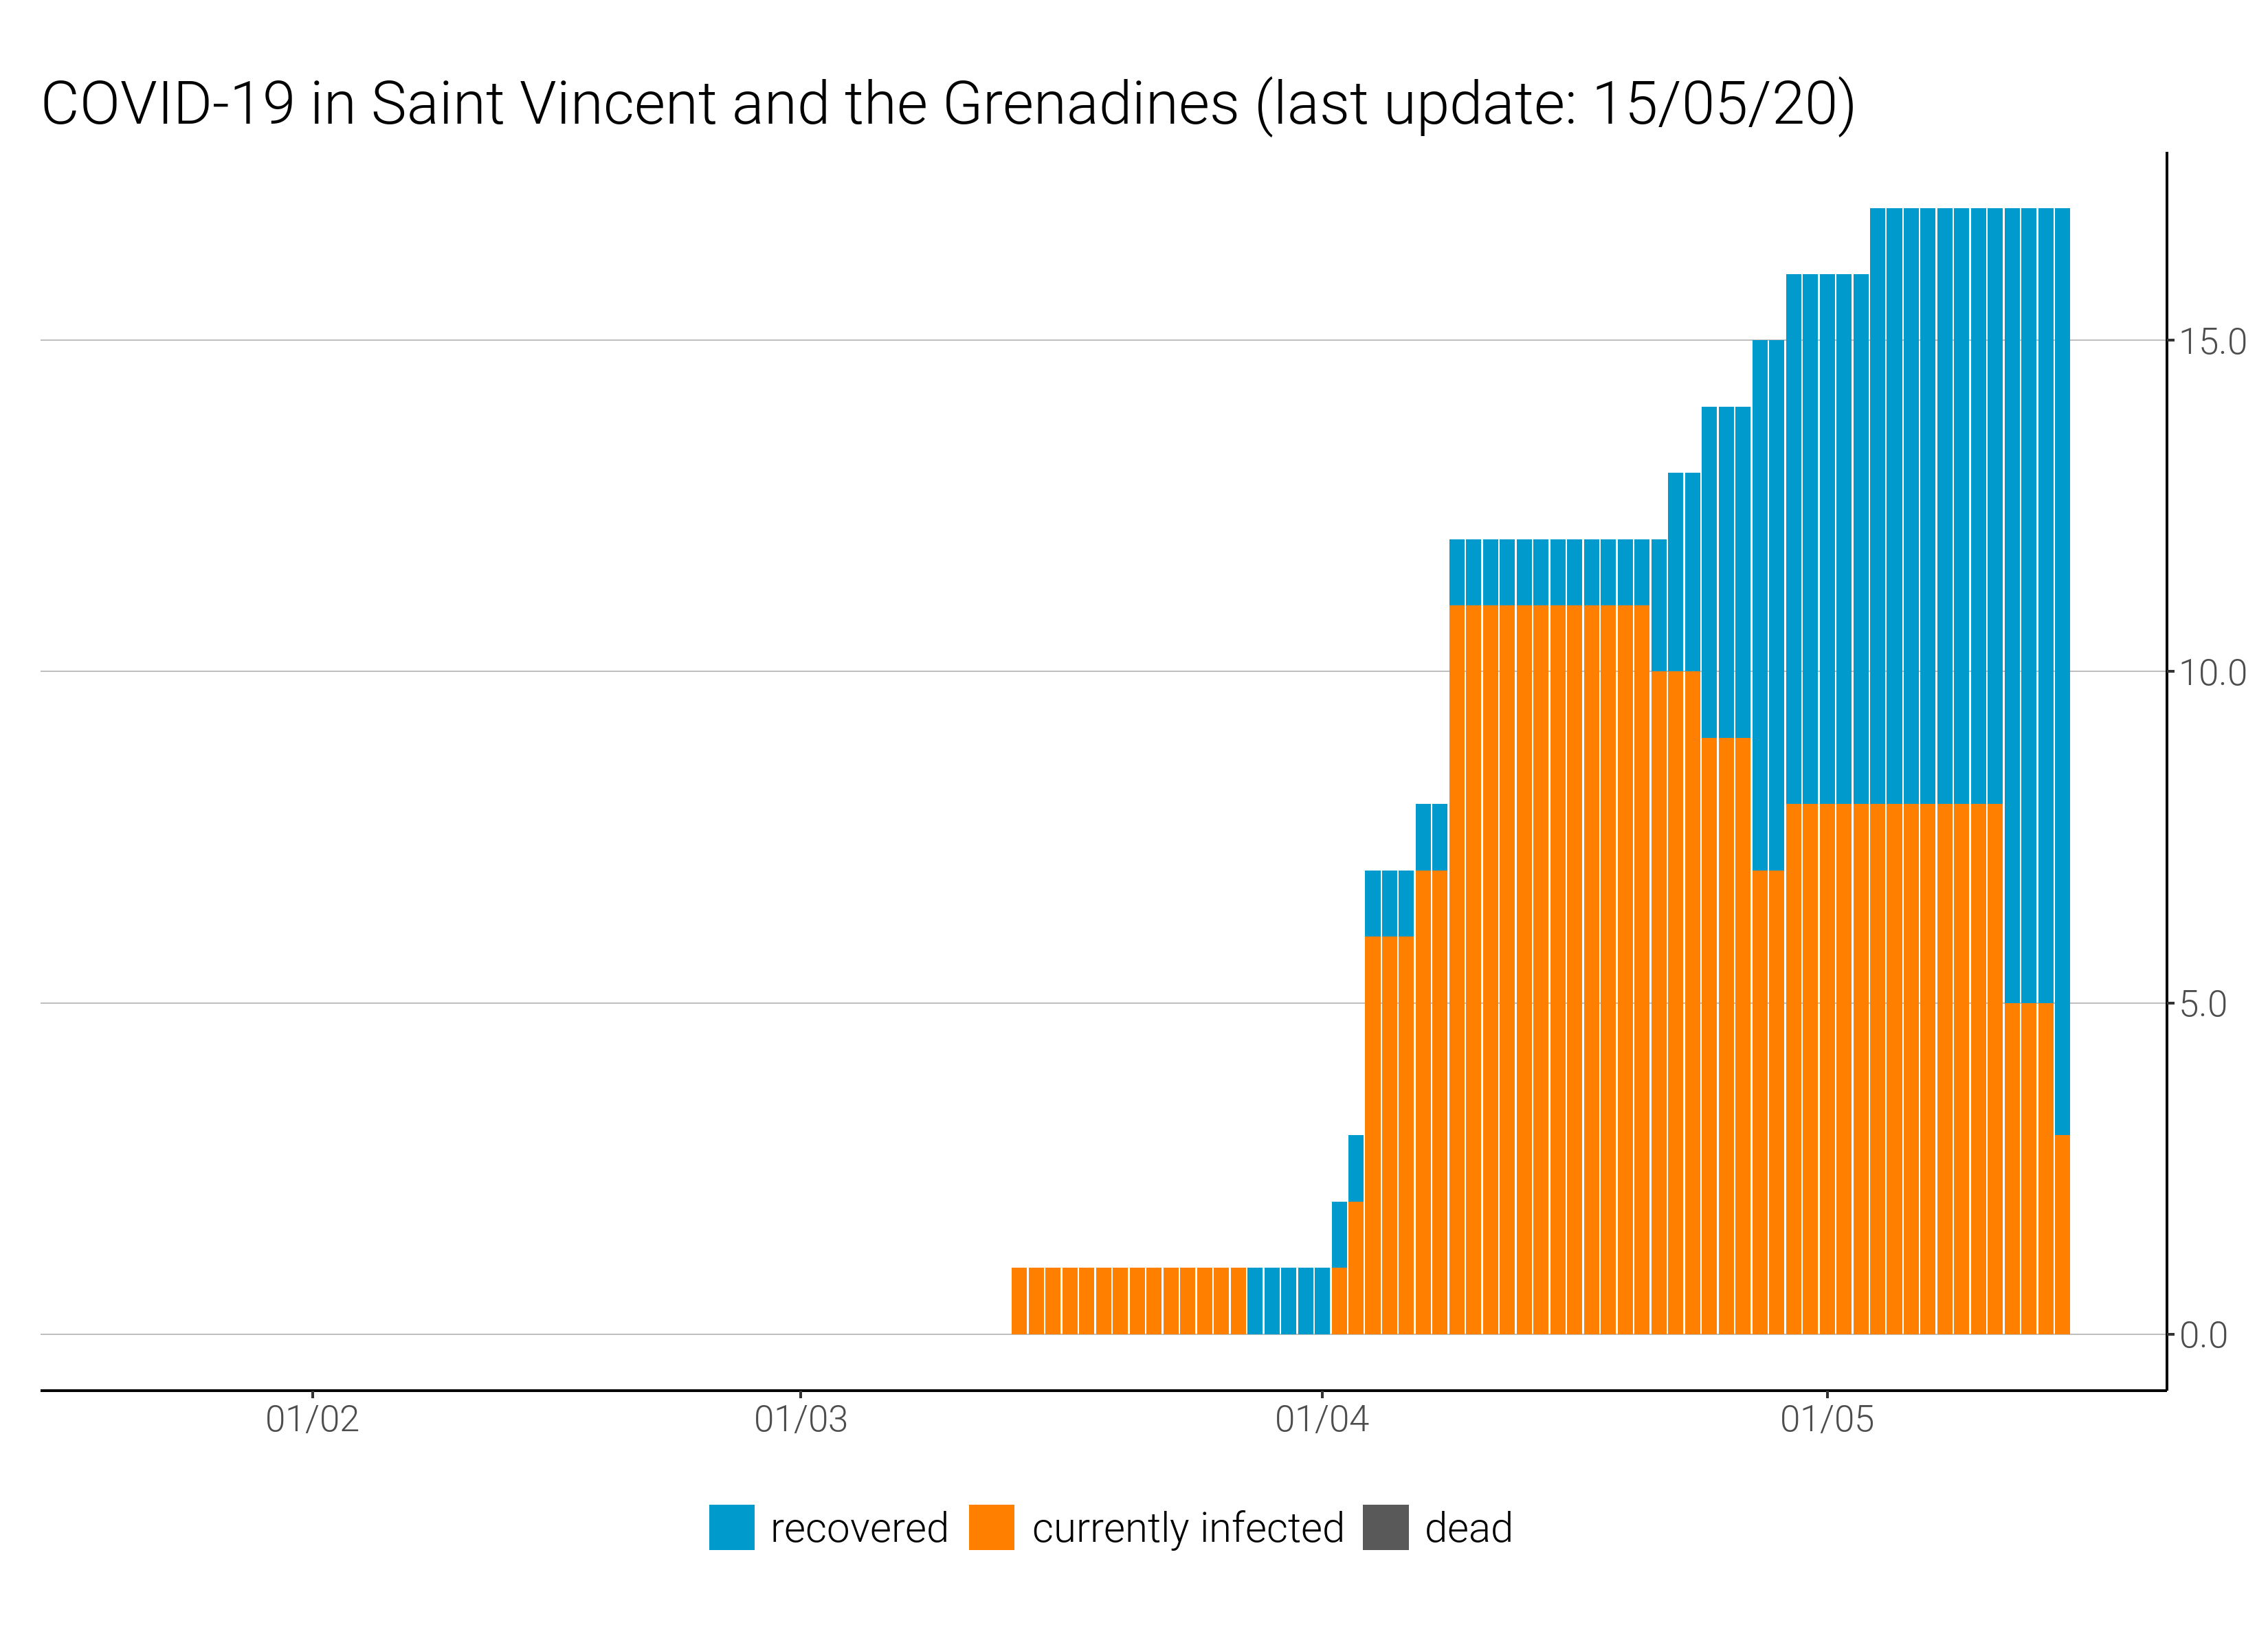 COVID-19 in Saint Vincent and the Grenadines (last update: 15/05/20)
15.0
10.0
5.0
0.0
01/02 01/03 01/04 01/05
recovered currently infected dead